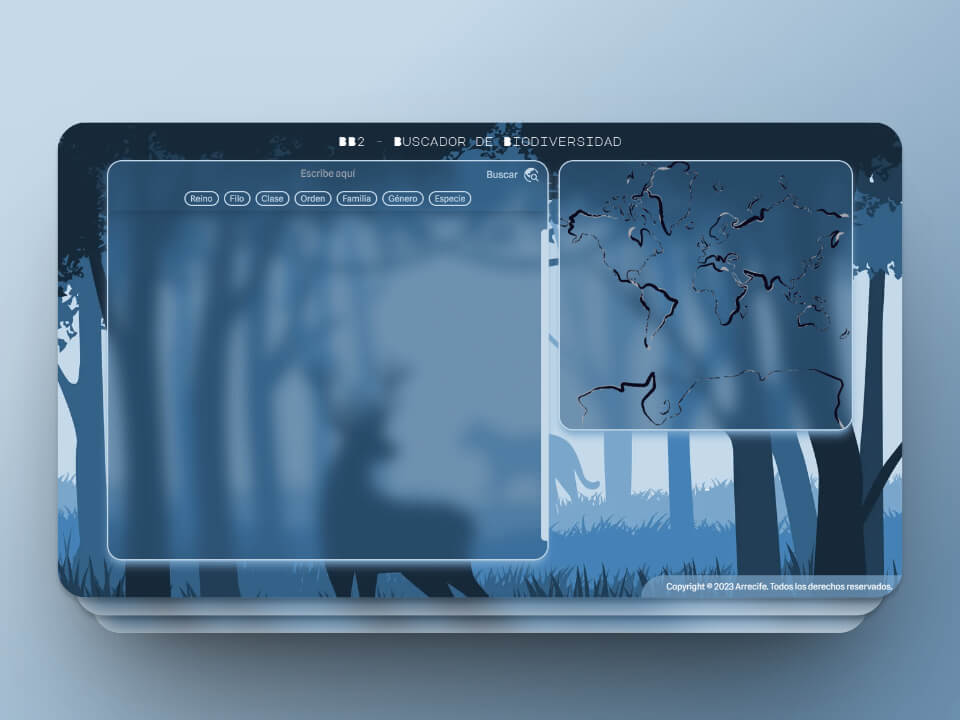 BB2 - BUSCADOR DE BIODIVERSIDAD
Escribe aquí
Buscar
Reino Filo Clase Orden Familia Género Especie
Copyright © 2023 Arrecife. Todos los derechos reservados.